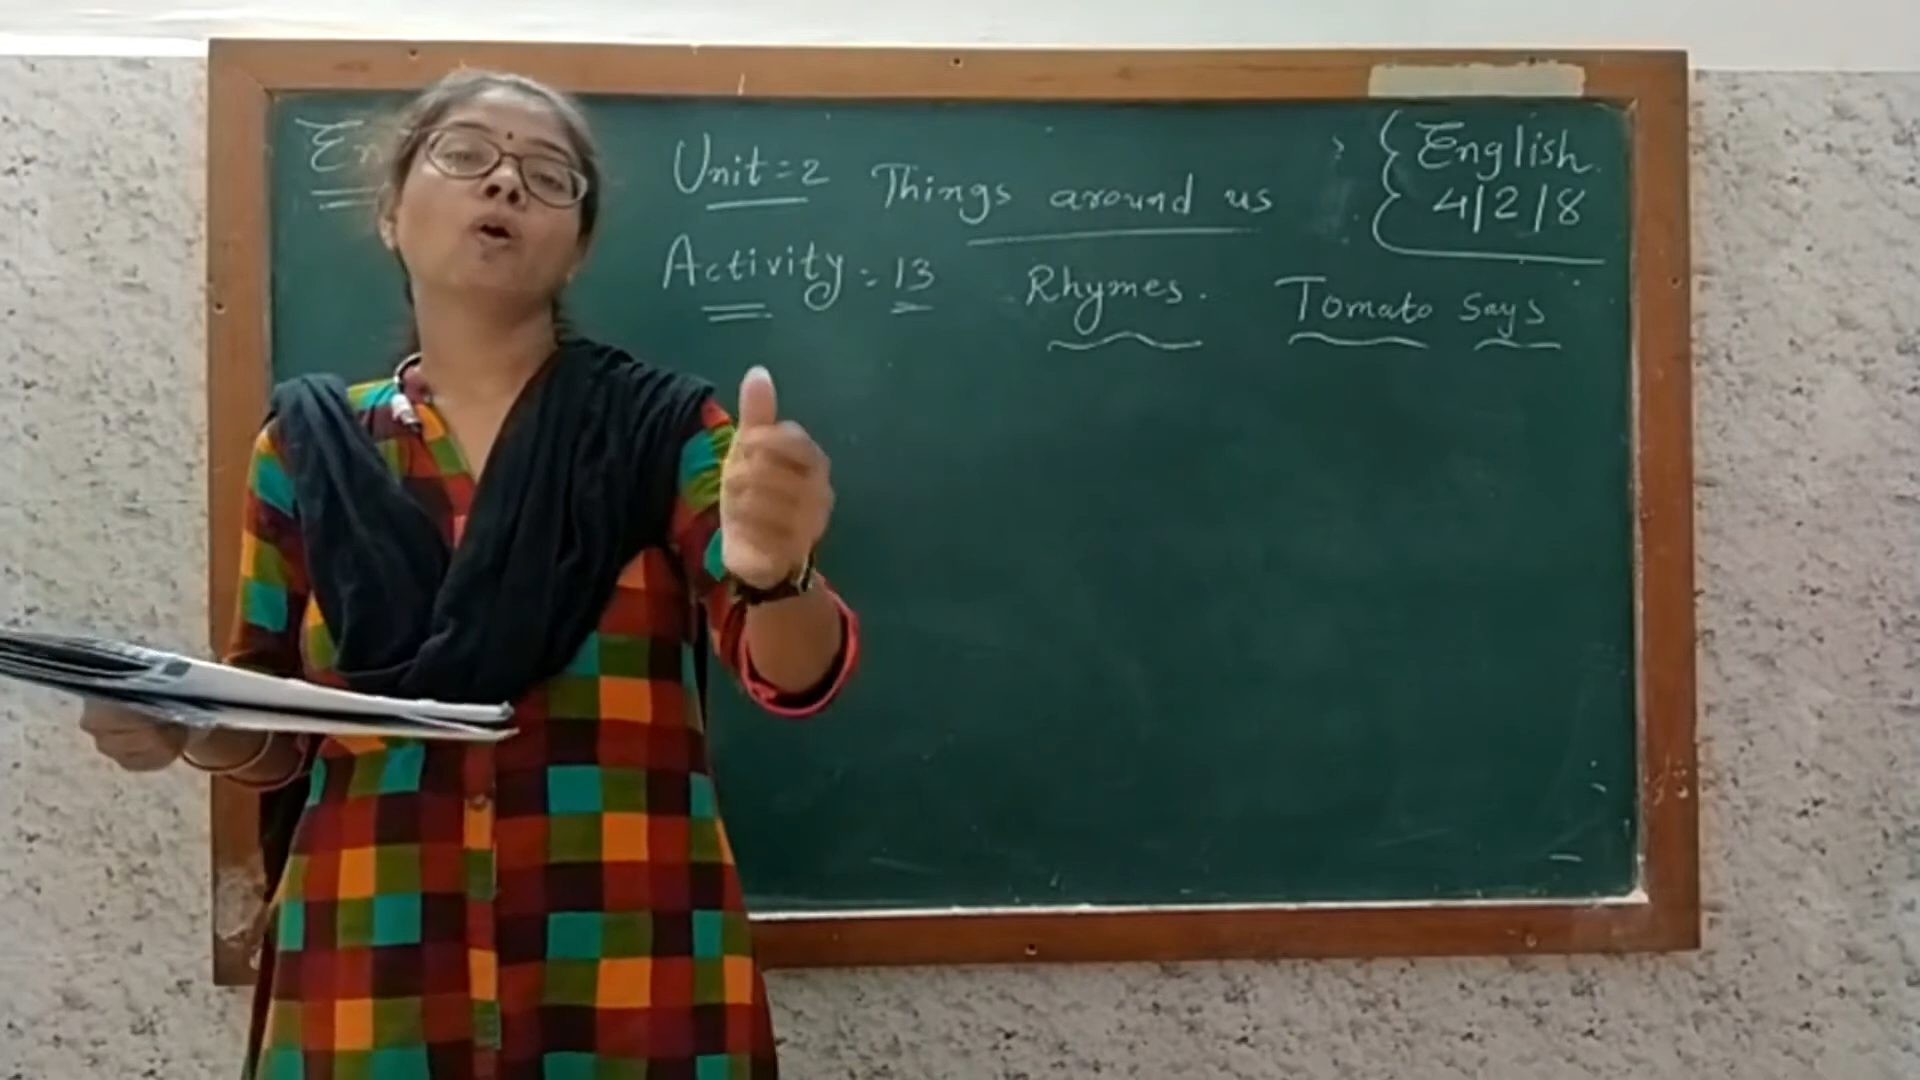 Unit=2 Things around us
Activity = 13 Rhymes. Tomato says
English
4/2/8